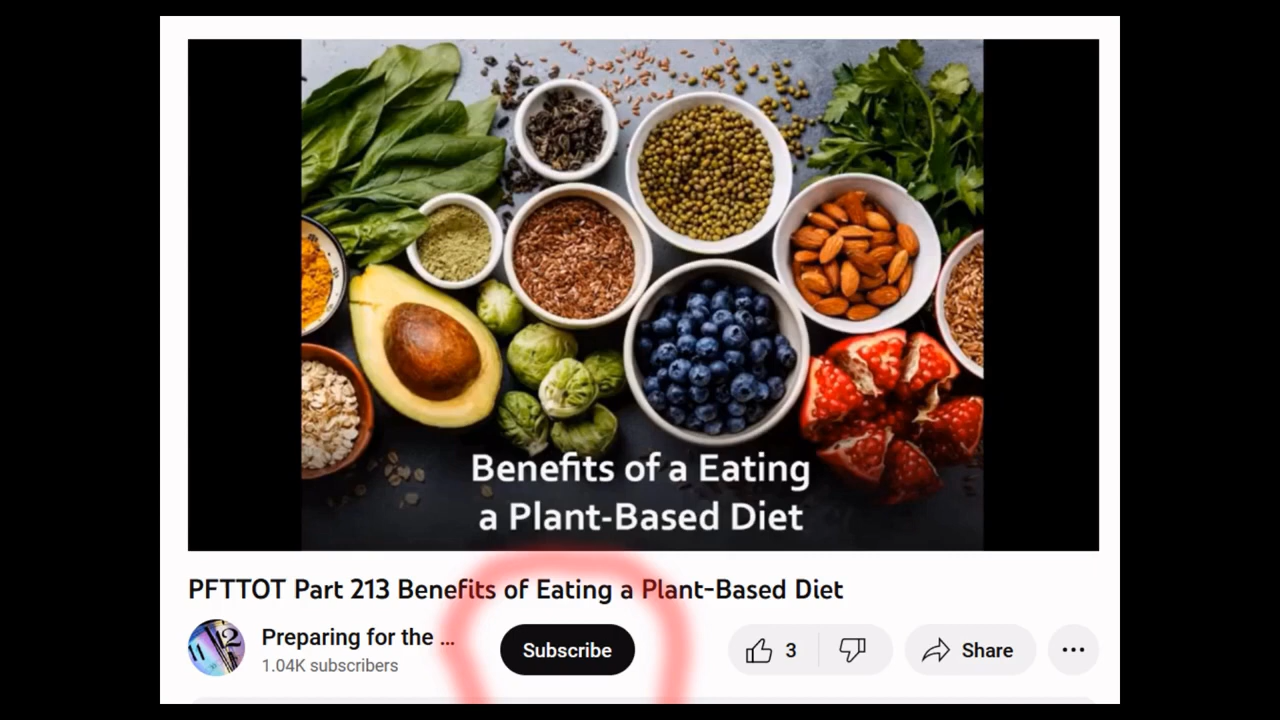 Benefits of a Eating
a Plant-Based Diet
PFTTOT Part 213 Benefits of Eating a Plant-Based Diet
Preparing for the ...
1.04K subscribers
Subscribe
3
Share